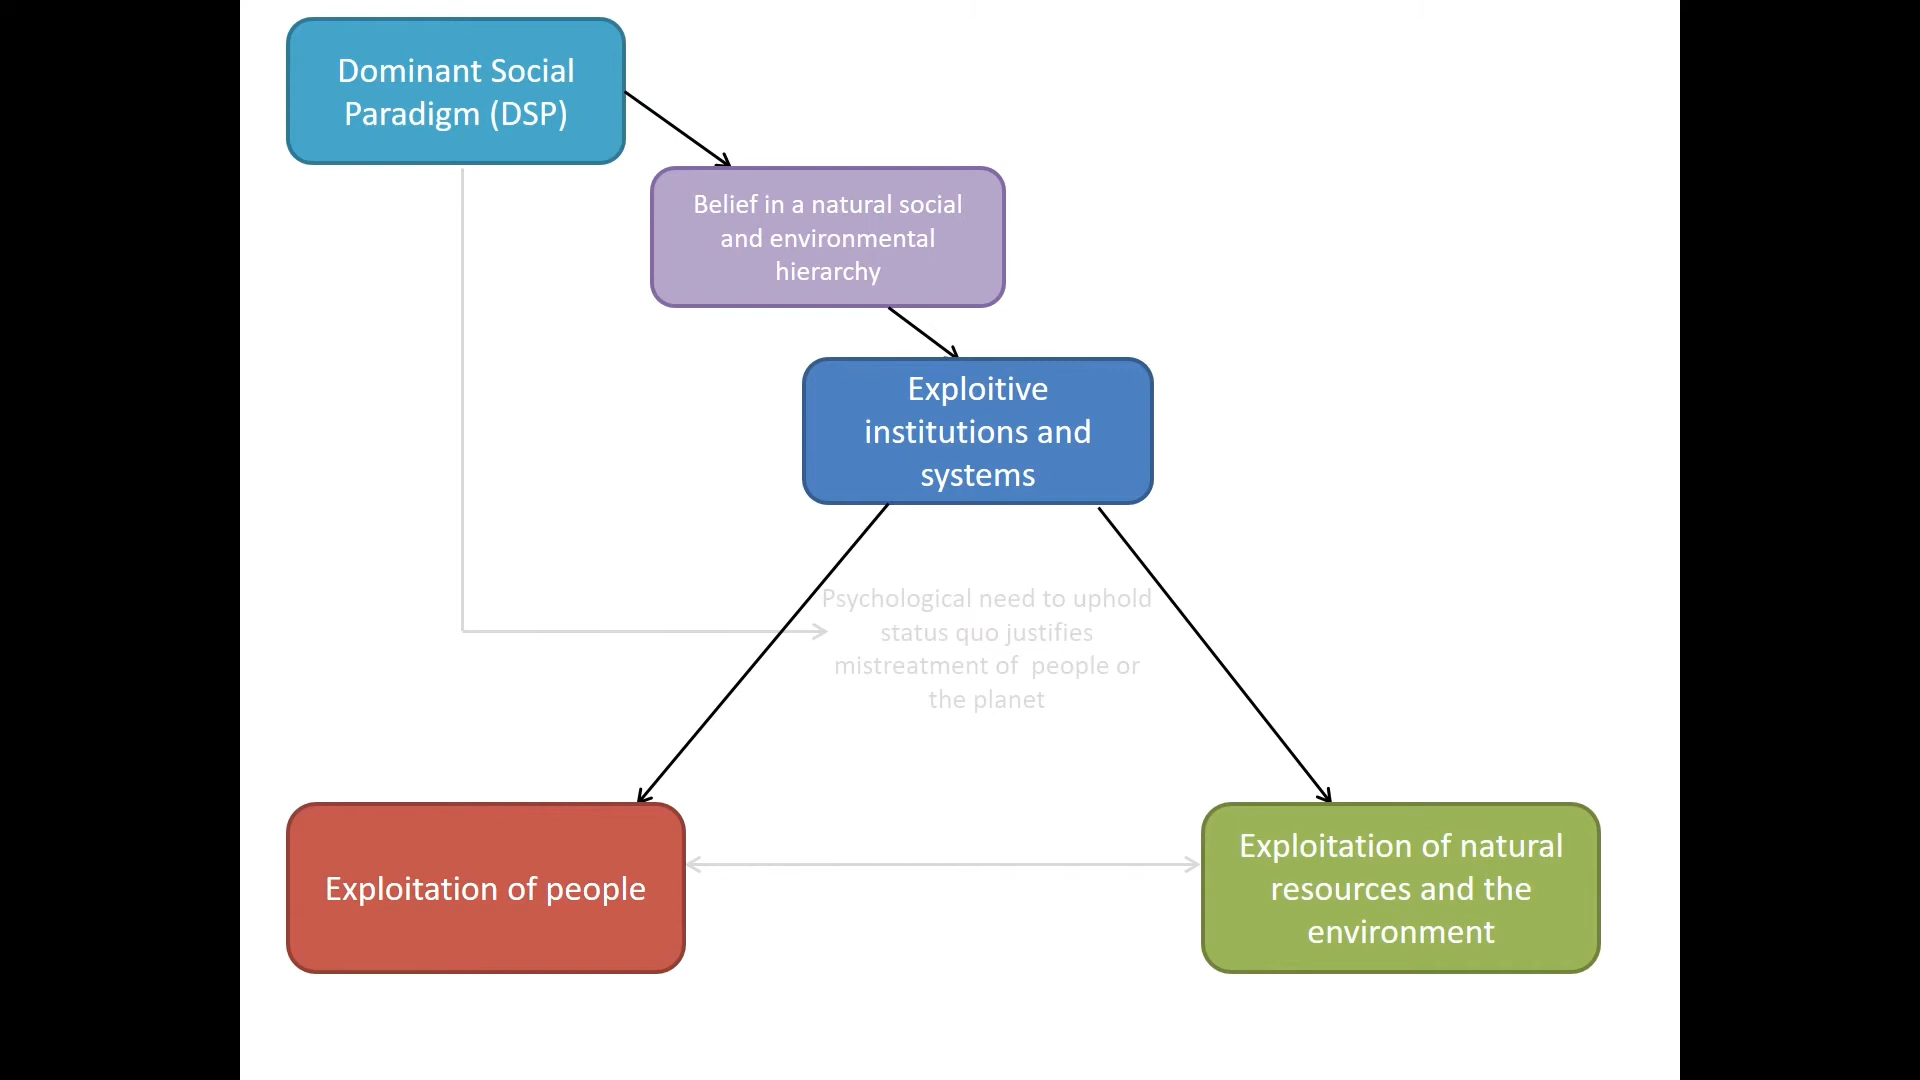 Dominant Social
Paradigm (DSP)
Belief in a natural social
and environmental
hierarchy
Exploitive
institutions and
systems
Psychological need to uphold
status quo justifies
mistreatment of  people or
the planet
Exploitation of people
Exploitation of natural
resources and the
environment